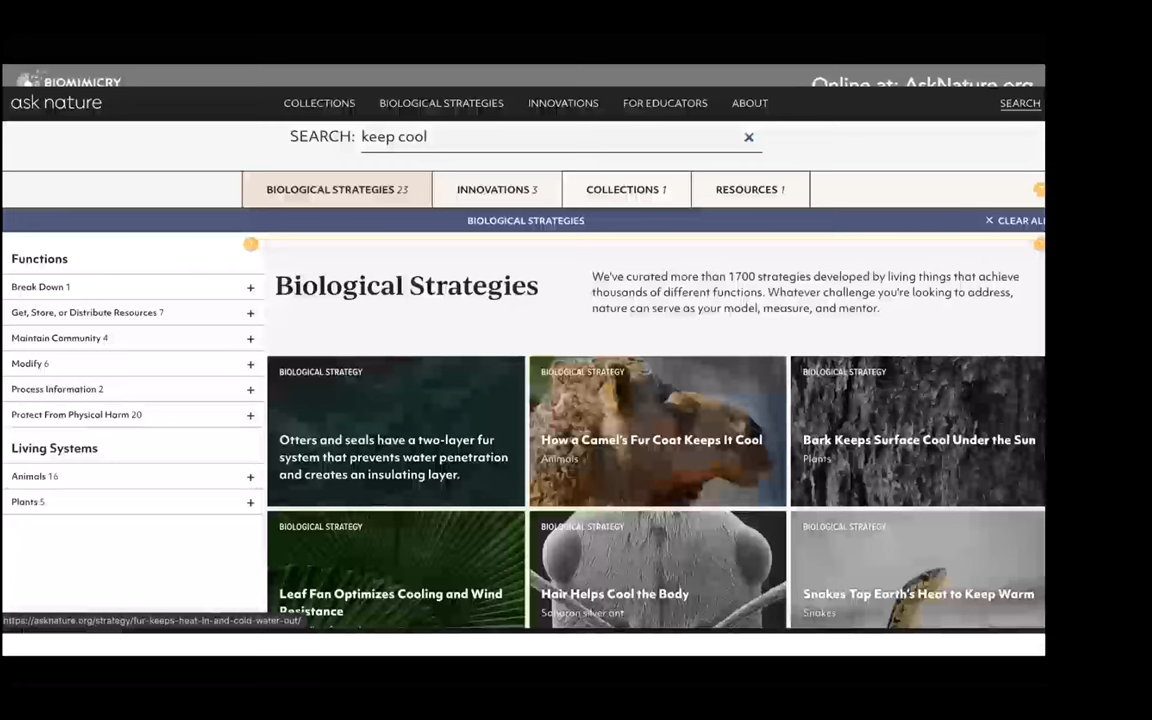 BIOMIMICRY
Online at: AskNature.org
ask nature
COLLECTIONS
BIOLOGICAL STRATEGIES
INNOVATIONS
FOR EDUCATORS
ABOUT
SEARCH
SEARCH: keep cool
BIOLOGICAL STRATEGIES 23
INNOVATIONS 3
COLLECTIONS 1
RESOURCES 1
BIOLOGICAL STRATEGIES
× CLEAR ALL
Functions
Break Down 1 +
Get, Store, or Distribute Resources 7 +
Maintain Community 4 +
Modify 6 +
Process Information 2 +
Protect From Physical Harm 20 +
Living Systems
Animals 16 +
Plants 5 +
Biological Strategies
We've curated more than 1700 strategies developed by living things that achieve
thousands of different functions. Whatever challenge you're looking to address,
nature can serve as your model, measure, and mentor.
BIOLOGICAL STRATEGY
Otters and seals have a two-layer fur
system that prevents water penetration
and creates an insulating layer.
BIOLOGICAL STRATEGY
How a Camel's Fur Coat Keeps It Cool
Animals
BIOLOGICAL STRATEGY
Bark Keeps Surface Cool Under the Sun
Plants
BIOLOGICAL STRATEGY
Leaf Fan Optimizes Cooling and Wind
Resistance
BIOLOGICAL STRATEGY
Hair Helps Cool the Body
Saharan silver ant
BIOLOGICAL STRATEGY
Snakes Tap Earth's Heat to Keep Warm
Snakes
https://asknature.org/strategy/fur-keeps-heat-in-and-cold-water-out/